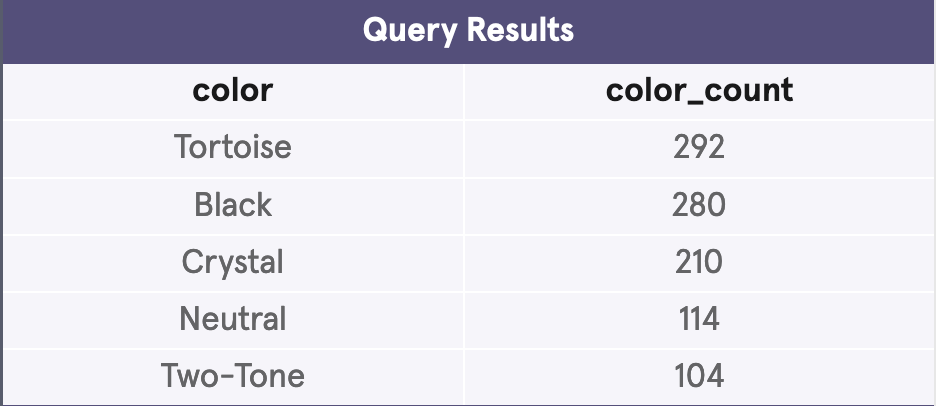 Query Results
color color_count
Tortoise 292
Black 280
Crystal 210
Neutral 114
Two-Tone 104